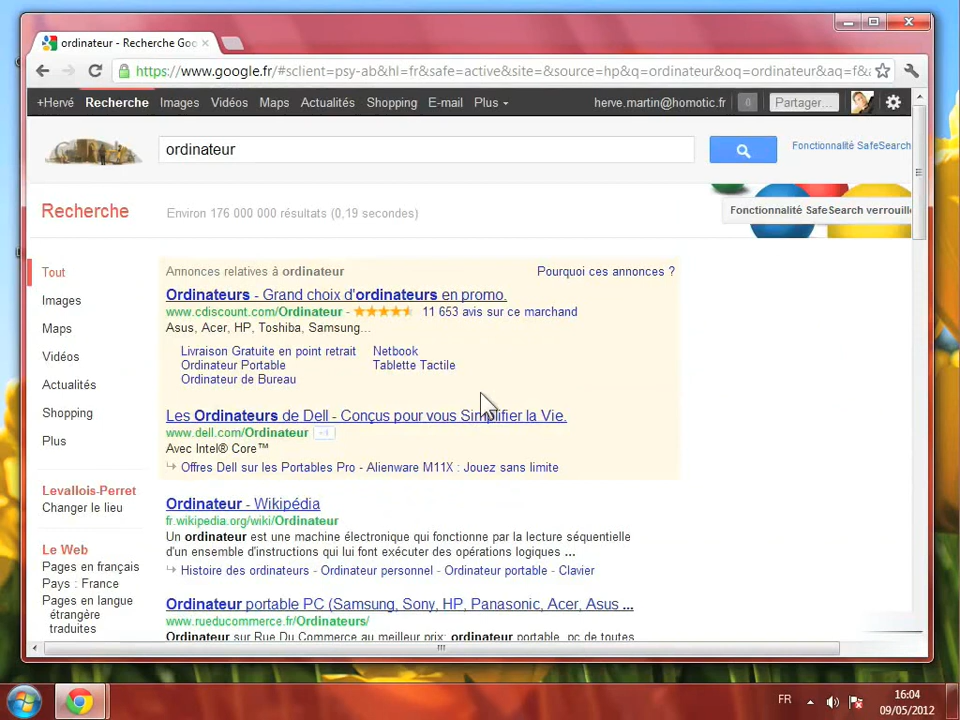 ordinateur - Recherche Goo
https://www.google.fr/#sclient=psy-ab&hl=fr&safe=active&site=&source=hp&q=ordinateur&oq=ordinateur&aq=f&
+Hervé Recherche Images Vidéos Maps Actualités Shopping E-mail Plus herve.martin@homotic.fr 0 Partager...
ordinateur
Fonctionnalité SafeSearch
Recherche
Environ 176 000 000 résultats (0,19 secondes)
Fonctionnalité SafeSearch verrouillé
Tout
Images
Maps
Vidéos
Actualités
Shopping
Plus
Levallois-Perret
Changer le lieu
Le Web
Pages en français
Pays : France
Pages en langue
étrangère
traduites
Annonces relatives à ordinateur
Pourquoi ces annonces ?
Ordinateurs - Grand choix d'ordinateurs en promo.
www.cdiscount.com/Ordinateur - 11 653 avis sur ce marchand
Asus, Acer, HP, Toshiba, Samsung...
Livraison Gratuite en point retrait Netbook
Ordinateur Portable Tablette Tactile
Ordinateur de Bureau
Les Ordinateurs de Dell - Conçus pour vous Simplifier la Vie.
www.dell.com/Ordinateur
Avec Intel® Core™
Offres Dell sur les Portables Pro - Alienware M11X : Jouez sans limite
Ordinateur - Wikipédia
fr.wikipedia.org/wiki/Ordinateur
Un ordinateur est une machine électronique qui fonctionne par la lecture séquentielle
d'un ensemble d'instructions qui lui font exécuter des opérations logiques ...
Histoire des ordinateurs - Ordinateur personnel - Ordinateur portable - Clavier
Ordinateur portable PC (Samsung, Sony, HP, Panasonic, Acer, Asus ...
www.rueducommerce.fr/Ordinateurs/
Ordinateur sur Rue Du Commerce au meilleur prix: ordinateur portable, pc de toutes
FR
16:04
09/05/2012